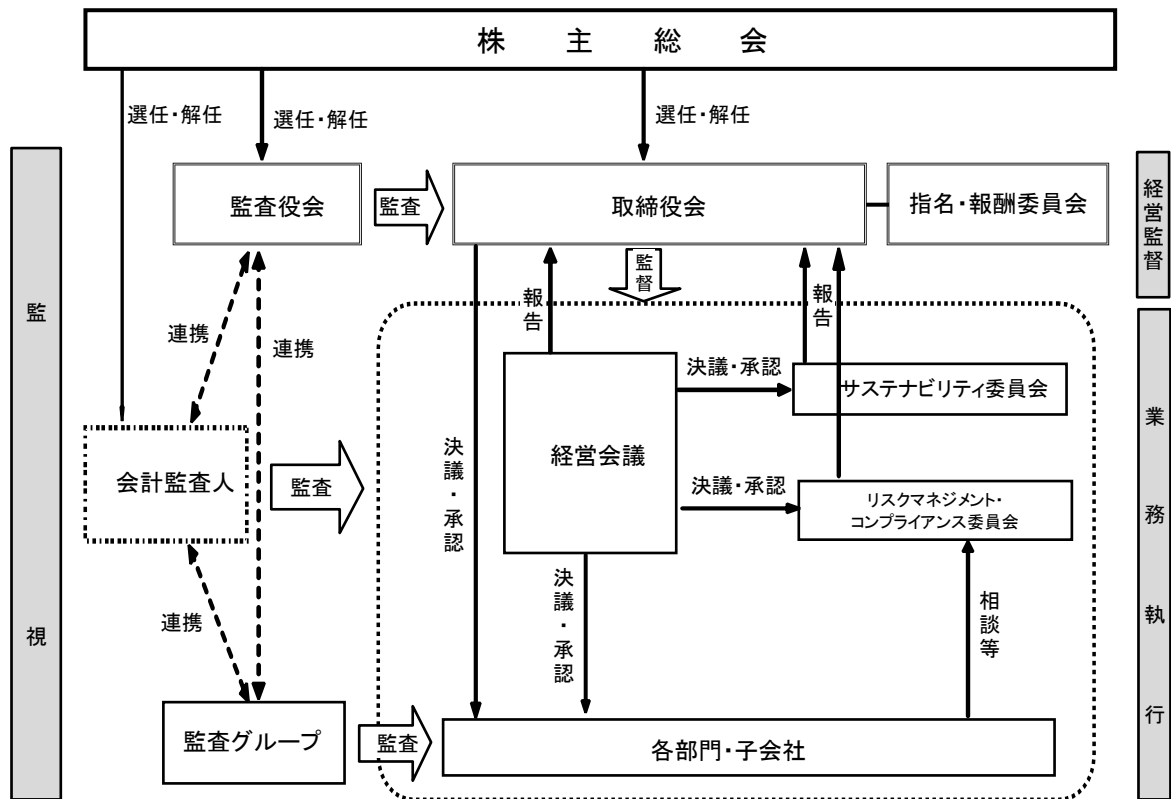 株　主　総　会
選任・解任
選任・解任
選任・解任
監査役会
監査
取締役会
指名・報酬委員会
経営監督
監視
連携
連携
監督
報告
報告
決議・承認
サステナビリティ委員会
経営会議
会計監査人
監査
決議・承認
決議・承認
リスクマネジメント・
コンプライアンス委員会
業務執行
連携
決議・承認
相談等
監査グループ
監査
各部門・子会社